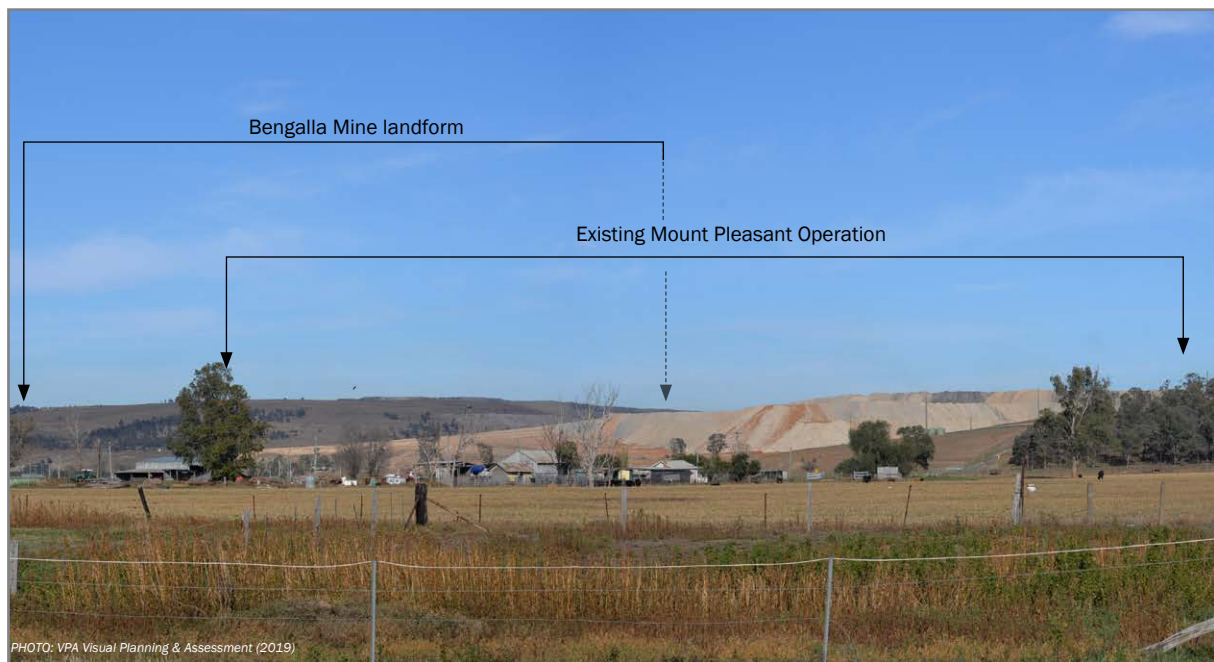 Bengalla Mine landform
Existing Mount Pleasant Operation
PHOTO: VPA Visual Planning & Assessment (2019)